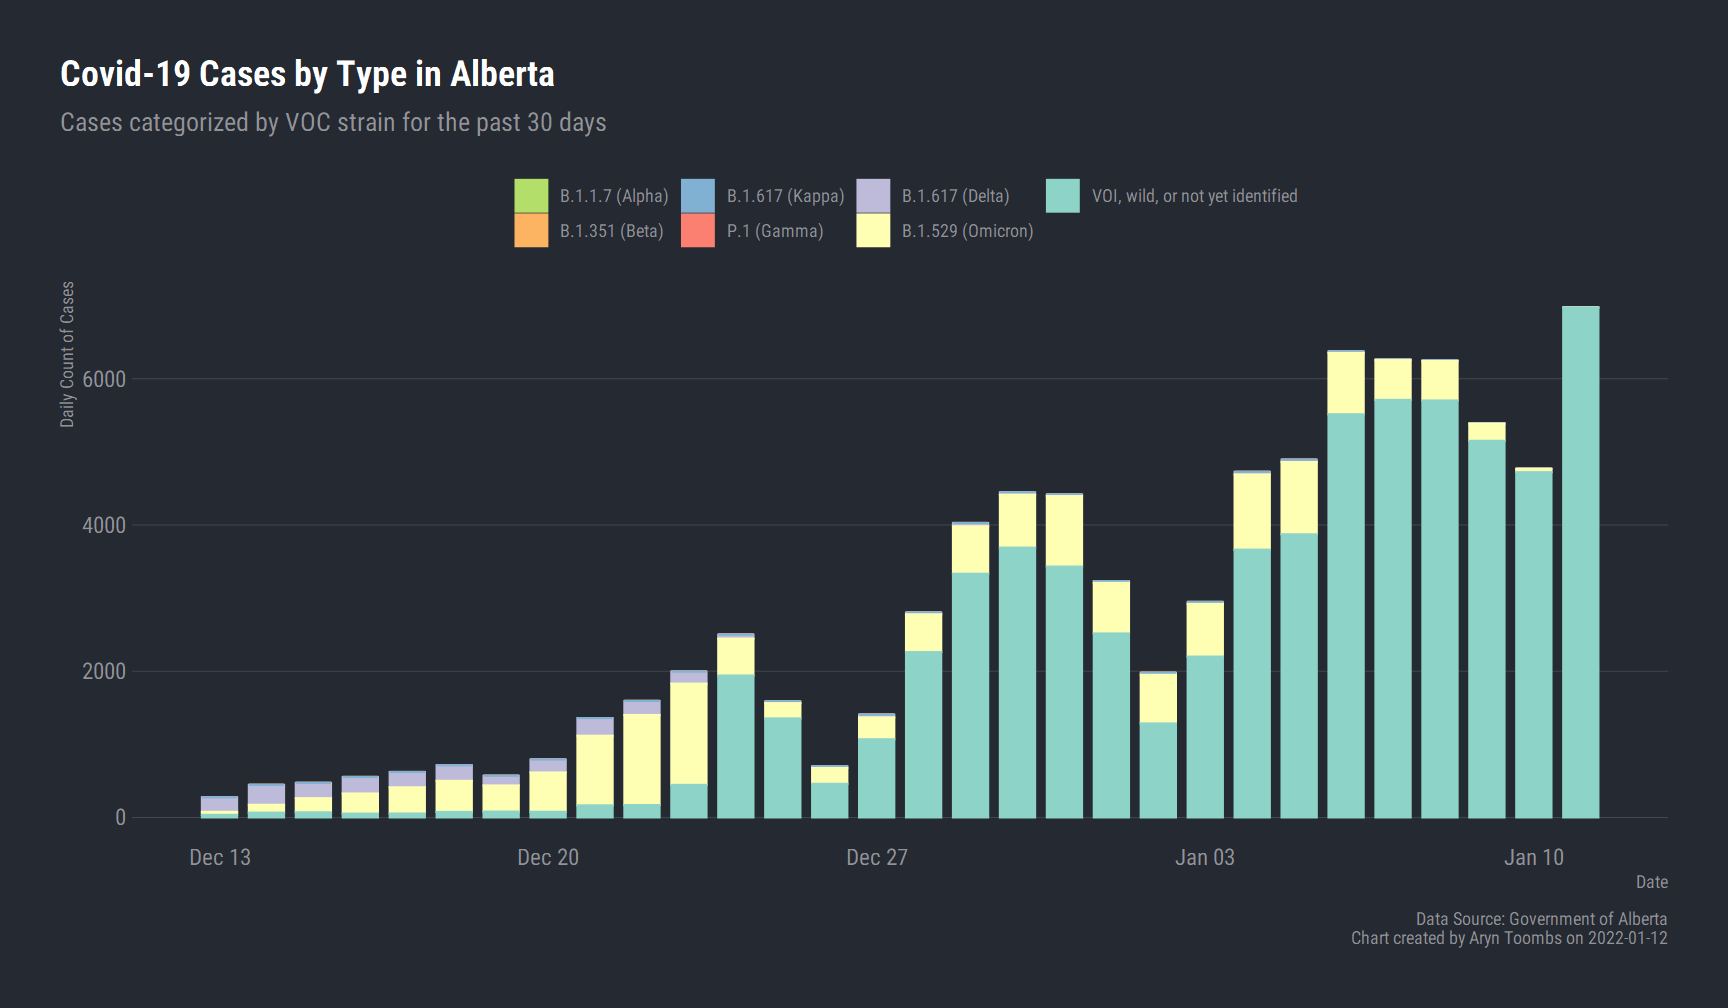 Covid-19 Cases by Type in Alberta
Cases categorized by VOC strain for the past 30 days
B.1.1.7 (Alpha) B.1.617 (Kappa) B.1.617 (Delta) VOI, wild, or not yet identified
B.1.351 (Beta) P.1 (Gamma) B.1.529 (Omicron)
Daily Count of Cases
6000
4000
2000
0
Dec 13 Dec 20 Dec 27 Jan 03 Jan 10
Date
Data Source: Government of Alberta
Chart created by Aryn Toombs on 2022-01-12